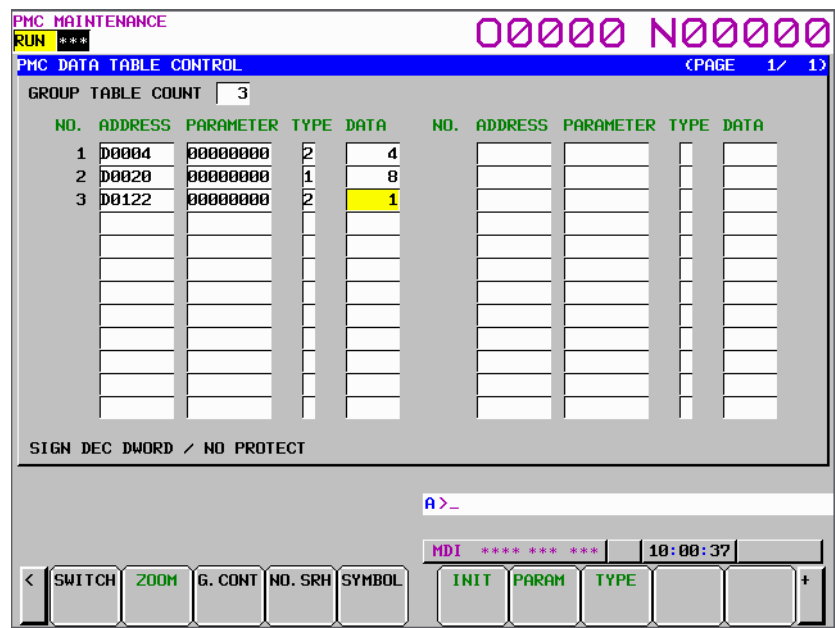 PMC MAINTENANCE
RUN ***
O0000 N00000
PMC DATA TABLE CONTROL (PAGE 1/ 1)
GROUP TABLE COUNT 3
NO. ADDRESS PARAMETER TYPE DATA NO. ADDRESS PARAMETER TYPE DATA
1 D0004 00000000 2 4
2 D0020 00000000 1 8
3 D0122 00000000 2 1
SIGN DEC DWORD / NO PROTECT
A>_
MDI **** *** *** 10:00:37
< SWITCH ZOOM G. CONT NO. SRH SYMBOL INIT PARAM TYPE +